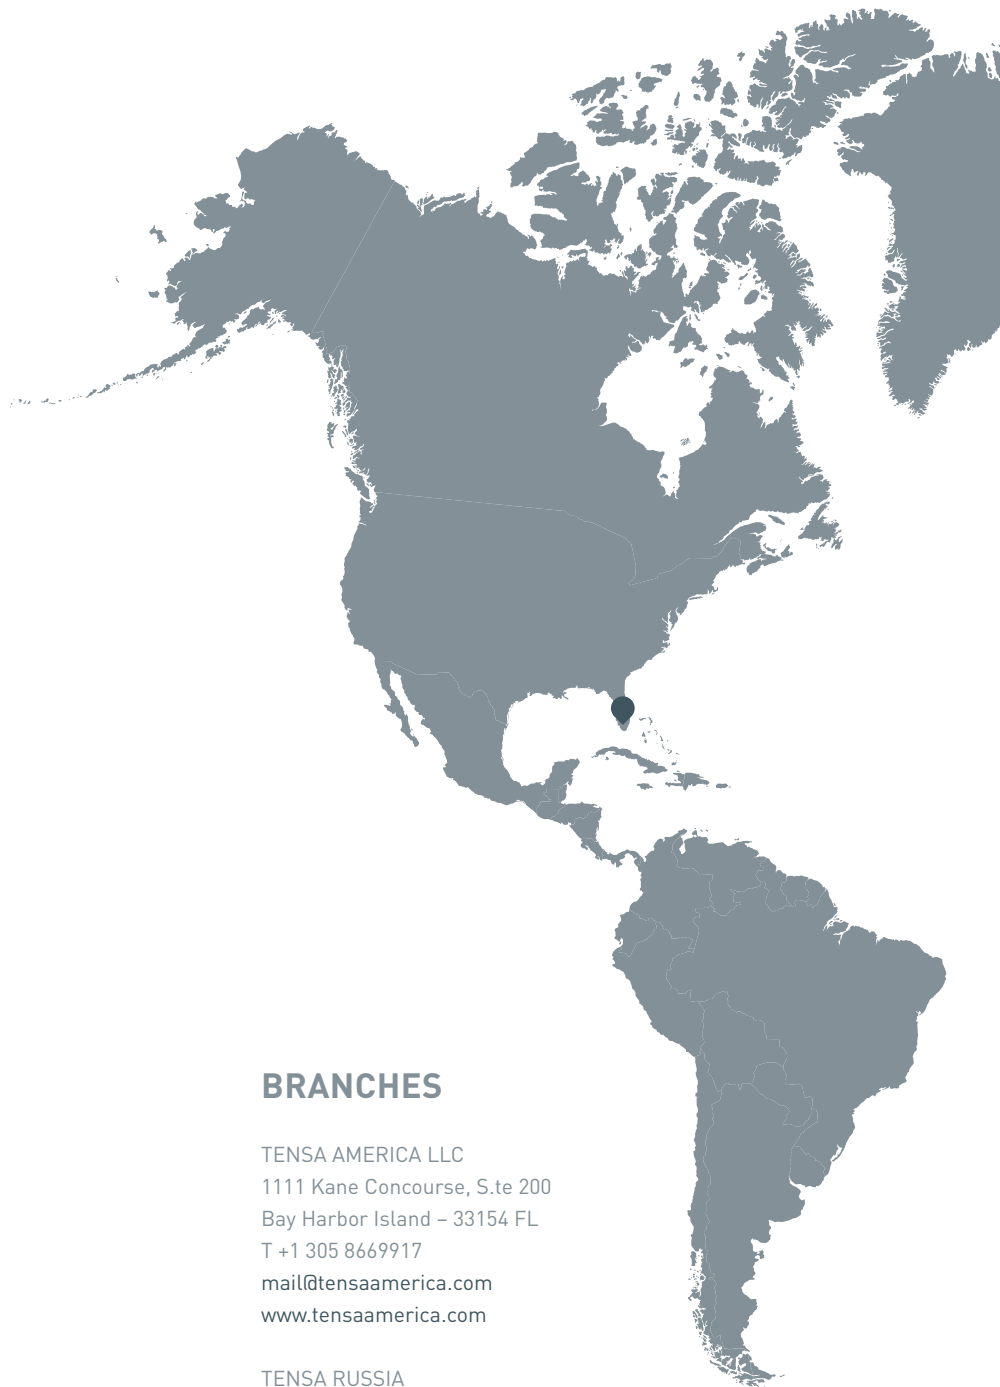 BRANCHES
TENSA AMERICA LLC
1111 Kane Concourse, S.te 200
Bay Harbor Island – 33154 FL
T +1 305 8669917
mail@tensaamerica.com
www.tensaamerica.com
TENSA RUSSIA